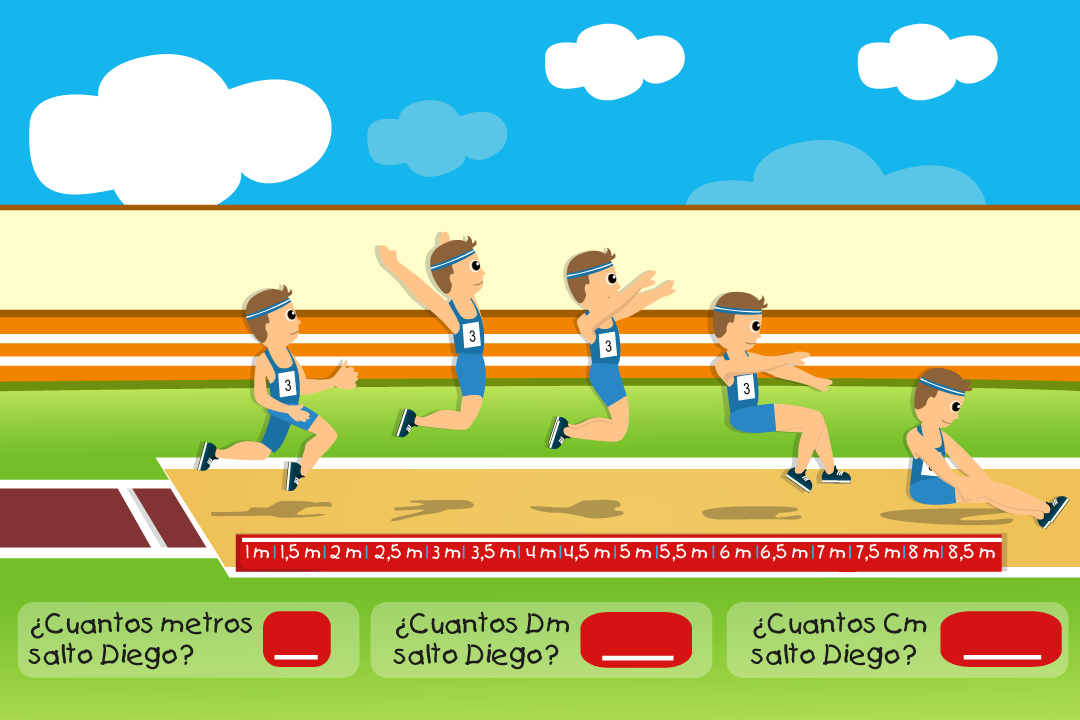 3
3
3
3
1 m | 1,5 m | 2 m | 2,5 m | 3 m | 3,5 m | 4 m | 4,5 m | 5 m | 5,5 m | 6 m | 6,5 m | 7 m | 7,5 m | 8 m | 8,5 m
¿Cuantos metros
salto Diego?
¿Cuantos Dm
salto Diego?
¿Cuantos Cm
salto Diego?